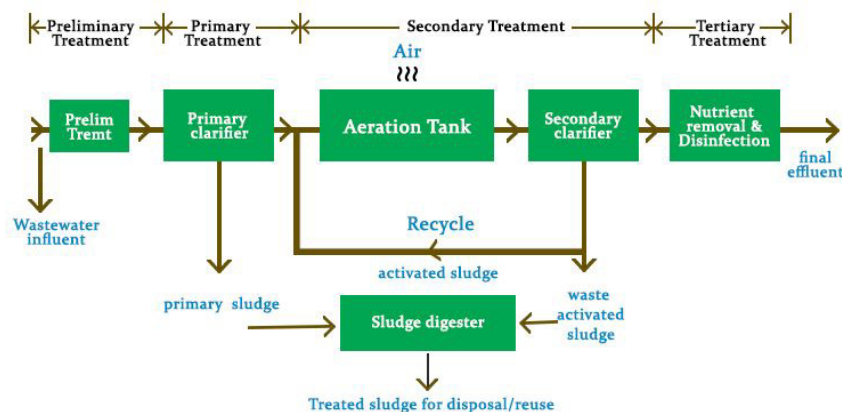 Preliminary
Treatment
Primary
Treatment
Secondary Treatment
Tertiary
Treatment
Air
Prelim
Tremt
Primary
clarifier
Aeration Tank
Secondary
clarifier
Nutrient
removal &
Disinfection
final
effluent
Wastewater
influent
Recycle
activated sludge
primary sludge
waste
activated
sludge
Sludge digester
Treated sludge for disposal/reuse